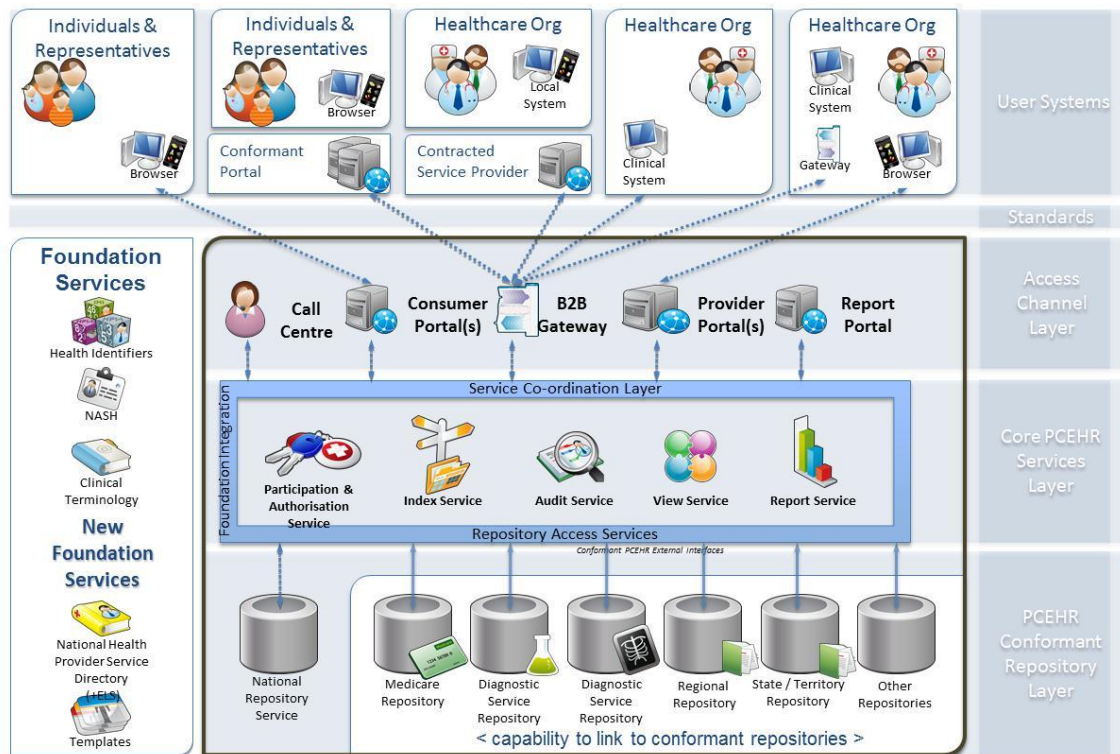 Individuals &
Representatives
Browser
Individuals &
Representatives
Browser
Conformant
Portal
Healthcare Org
Local
System
Contracted
Service Provider
Healthcare Org
Clinical
System
Healthcare Org
Clinical
System
Gateway
Browser
User Systems
Standards
Foundation
Services
Health Identifiers
NASH
Clinical
Terminology
New
Foundation
Services
National Health
Provider Service
Directory
(+ELS)
Templates
Call
Centre
Consumer
Portal(s)
B2B
Gateway
Provider
Portal(s)
Report
Portal
Access
Channel
Layer
Service Co-ordination Layer
Foundation Integration
Participation &
Authorisation
Service
Index Service
Audit Service
View Service
Report Service
Repository Access Services
Conformant PCEHR External Interfaces
Core PCEHR
Services
Layer
National
Repository
Service
Medicare
Repository
Diagnostic
Service Repository
Diagnostic
Service Repository
Regional
Repository
State / Territory
Repository
Other
Repositories
< capability to link to conformant repositories >
PCEHR
Conformant
Repository
Layer